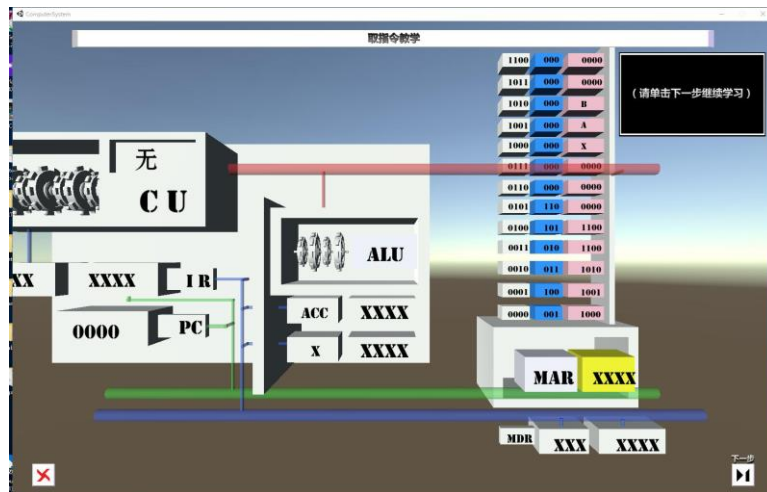 ComputerSystem
取指令教学
1100 000 0000
1011 000 0000
1010 000 B
1001 000 A
1000 000 X
0111 000 0000
0110 000 0000
0101 110 0000
0100 101 1100
0011 010 1100
0010 011 1010
0001 100 1001
0000 001 1000
(请单击下一步继续学习)
无
CU
ALU
XX XXXX IR
ACC XXXX
0000 PC
X XXXX
MAR XXXX
MDR XXX XXXX
下一步